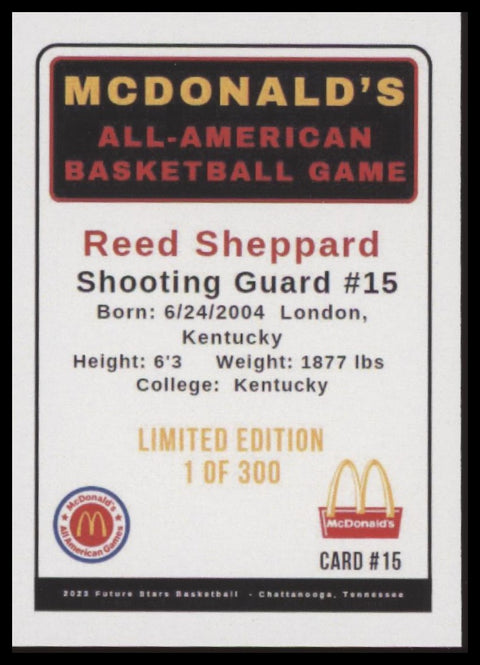 McDONALD'S
ALL-AMERICAN
BASKETBALL GAME
Reed Sheppard
Shooting Guard #15
Born: 6/24/2004 London,
Kentucky
Height: 6'3 Weight: 1877 lbs
College: Kentucky
LIMITED EDITION
1 OF 300
McDonald's
All American Games
McDonald's
CARD #15
2023 Future Stars Basketball - Chattanooga, Tennessee